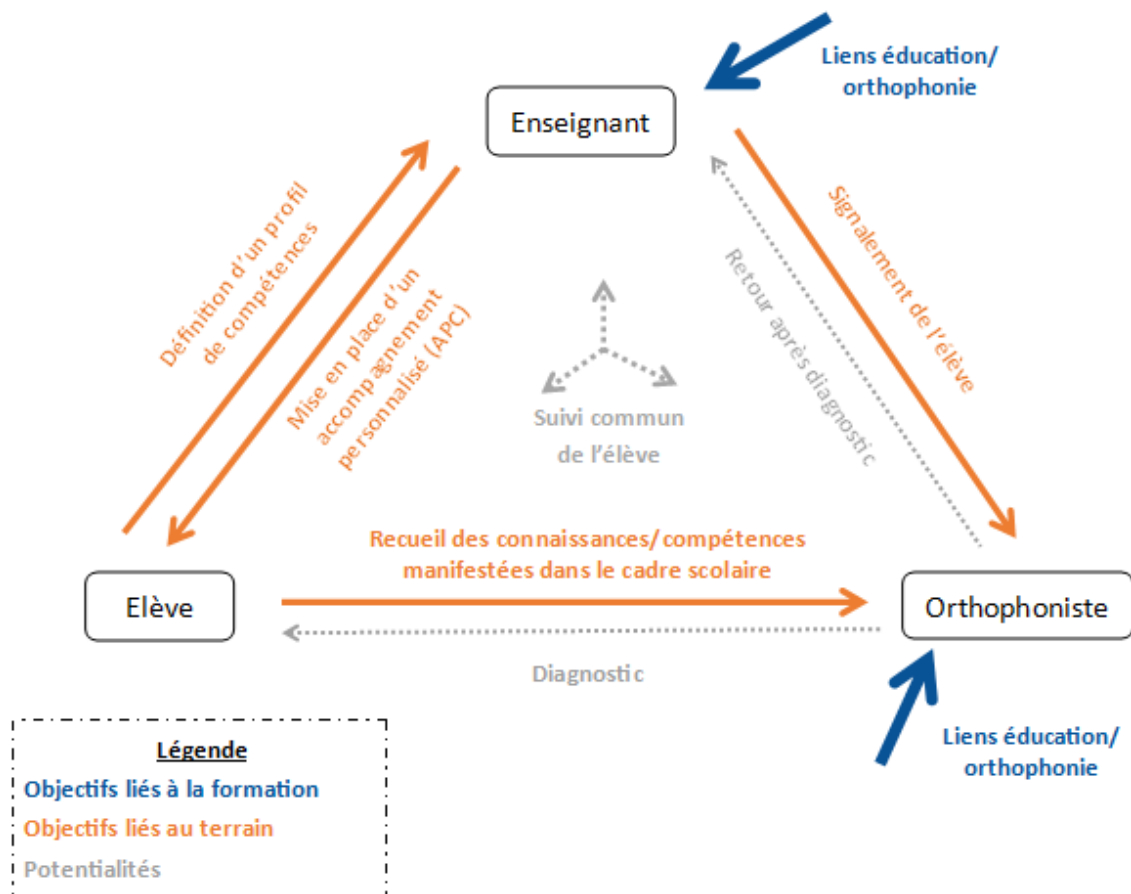 Liens éducation/
orthophonie
Enseignant
Définition d’un profil
de compétences
Mise en place d’un
accompagnement
personnalisé (APC)
Signalement de l’élève
Retour après diagnostic
Suivi commun
de l’élève
Recueil des connaissances/compétences
manifestées dans le cadre scolaire
Elève
Orthophoniste
Diagnostic
Liens éducation/
orthophonie
Légende
Objectifs liés à la formation
Objectifs liés au terrain
Potentialités